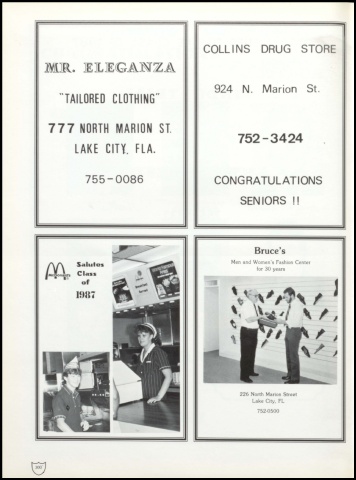 MR. ELEGANZA
"TAILORED CLOTHING"
777 NORTH MARION ST.
LAKE CITY, FLA.
755-0086
COLLINS DRUG STORE
924 N. Marion St.
752-3424
CONGRATULATIONS
SENIORS !!
Salutes
Class
of
1987
Bruce's
Men and Women's Fashion Center
for 30 years
226 North Marion Street
Lake City, FL
752-0500